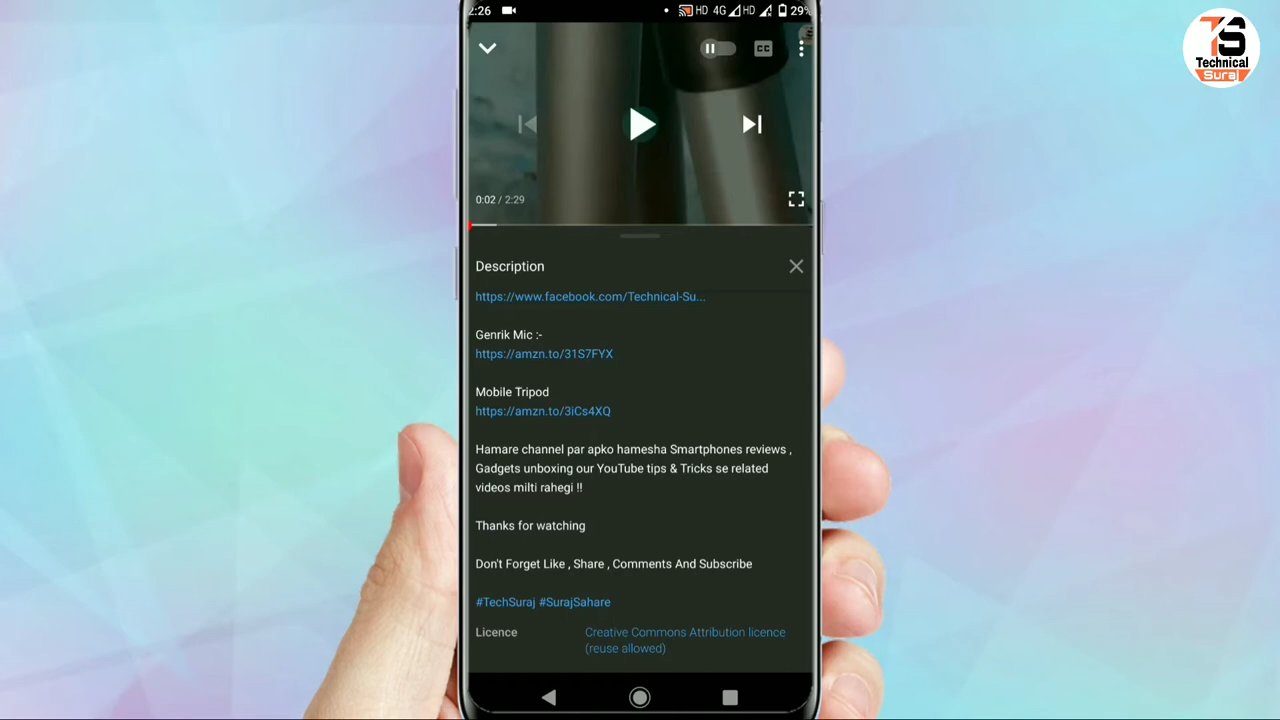 2:26 HD 4G HD 29%
TS
Technical
Suraj
CC
0:02 / 2:29
Description
https://www.facebook.com/Technical-Su...
Genrik Mic :-
https://amzn.to/31S7FYX
Mobile Tripod
https://amzn.to/3iCs4XQ
Hamare channel par apko hamesha Smartphones reviews ,
Gadgets unboxing our YouTube tips & Tricks se related
videos milti rahegi !!
Thanks for watching
Don't Forget Like , Share , Comments And Subscribe
#TechSuraj #SurajSahare
Licence Creative Commons Attribution licence
(reuse allowed)